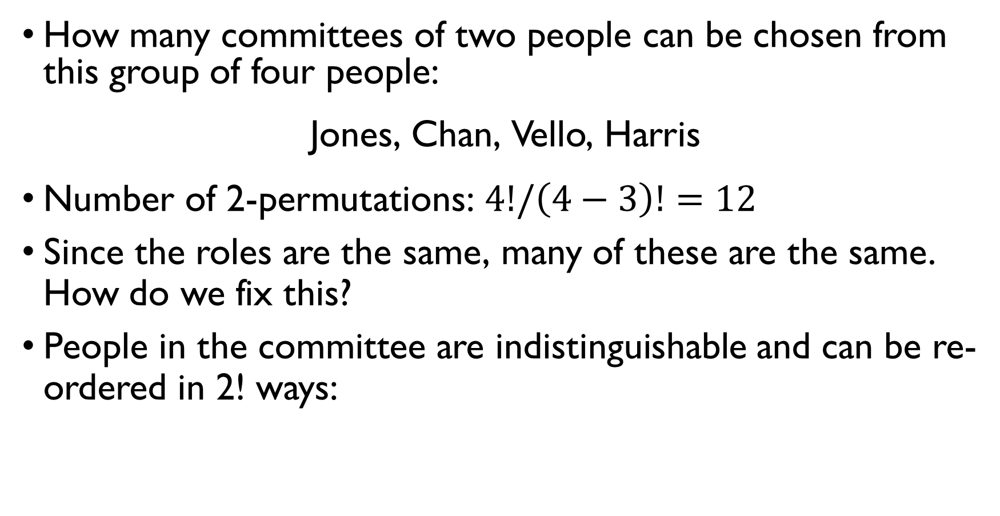 • How many committees of two people can be chosen from
this group of four people:
Jones, Chan, Vello, Harris
• Number of 2-permutations: 4!/(4 − 3)! = 12
• Since the roles are the same, many of these are the same.
How do we fix this?
• People in the committee are indistinguishable and can be re-
ordered in 2! ways: